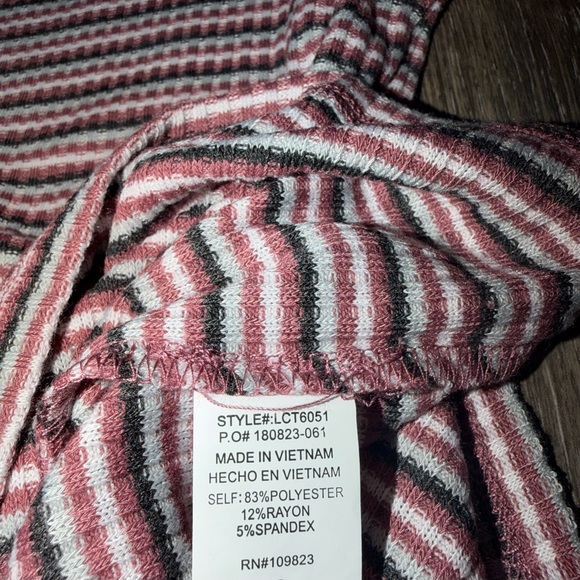 STYLE#:LCT6051
P.O# 180823-061
MADE IN VIETNAM
HECHO EN VIETNAM
SELF: 83%POLYESTER
12%RAYON
5%SPANDEX
RN#109823